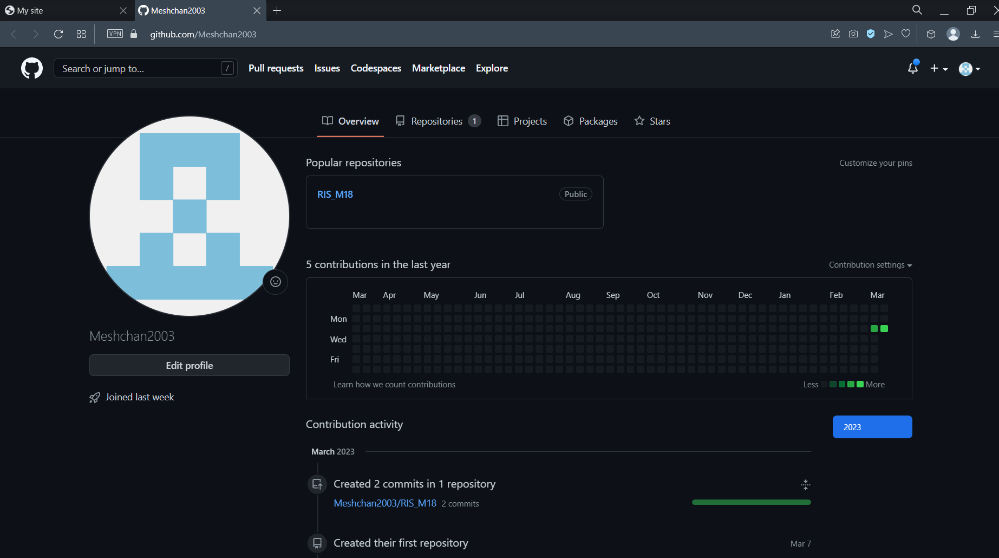 My site
Meshchan2003
VPN
github.com/Meshchan2003
Search or jump to...
/
Pull requests
Issues
Codespaces
Marketplace
Explore
Overview
Repositories 1
Projects
Packages
Stars
Popular repositories
Customize your pins
RIS_M18
Public
5 contributions in the last year
Contribution settings
Mar Apr May Jun Jul Aug Sep Oct Nov Dec Jan Feb Mar
Mon
Wed
Fri
Learn how we count contributions
Less
More
Meshchan2003
Edit profile
Joined last week
Contribution activity
2023
March 2023
Created 2 commits in 1 repository
Meshchan2003/RIS_M18 2 commits
Created their first repository
Mar 7